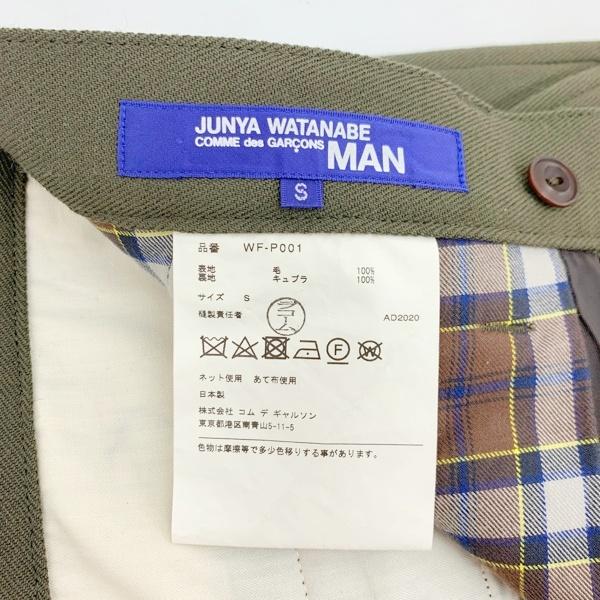 JUNYA WATANABE
COMME des GARÇONS MAN
S
品番 WF-P001
表地 毛 100%
裏地 キュプラ 100%
サイズ S
縫製責任者 AD2020
F
W
ネット使用 あて布使用
日本製
株式会社 コム デ ギャルソン
東京都港区南青山5-11-5
色物は摩擦等で多少色移りする事があります。